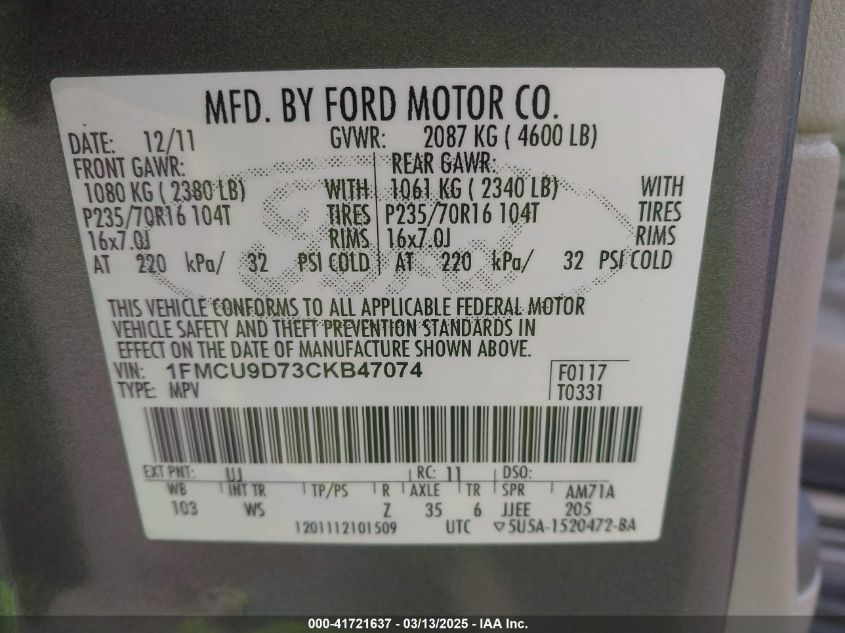 MFD. BY FORD MOTOR CO.
DATE: 12/11 GVWR: 2087 KG ( 4600 LB)
FRONT GAWR: REAR GAWR:
1080 KG ( 2380 LB) WITH 1061 KG ( 2340 LB) WITH
P235/70R16 104T TIRES P235/70R16 104T TIRES
16x7.0J RIMS 16x7.0J RIMS
AT 220 kPa/ 32 PSI COLD AT 220 kPa/ 32 PSI COLD
THIS VEHICLE CONFORMS TO ALL APPLICABLE FEDERAL MOTOR
VEHICLE SAFETY AND THEFT PREVENTION STANDARDS IN
EFFECT ON THE DATE OF MANUFACTURE SHOWN ABOVE.
VIN: 1FMCU9D73CKB47074 F0117
TYPE: MPV T0331
EXT PNT: UJ RC: 11 DSO:
WB INT TR TP/PS R AXLE TR SPR AM71A
103 WS Z 35 6 JJEE 205
1201112101509 UTC ▽5U5A-1520472-BA
000-41721637 - 03/13/2025 - IAA Inc.
Ford